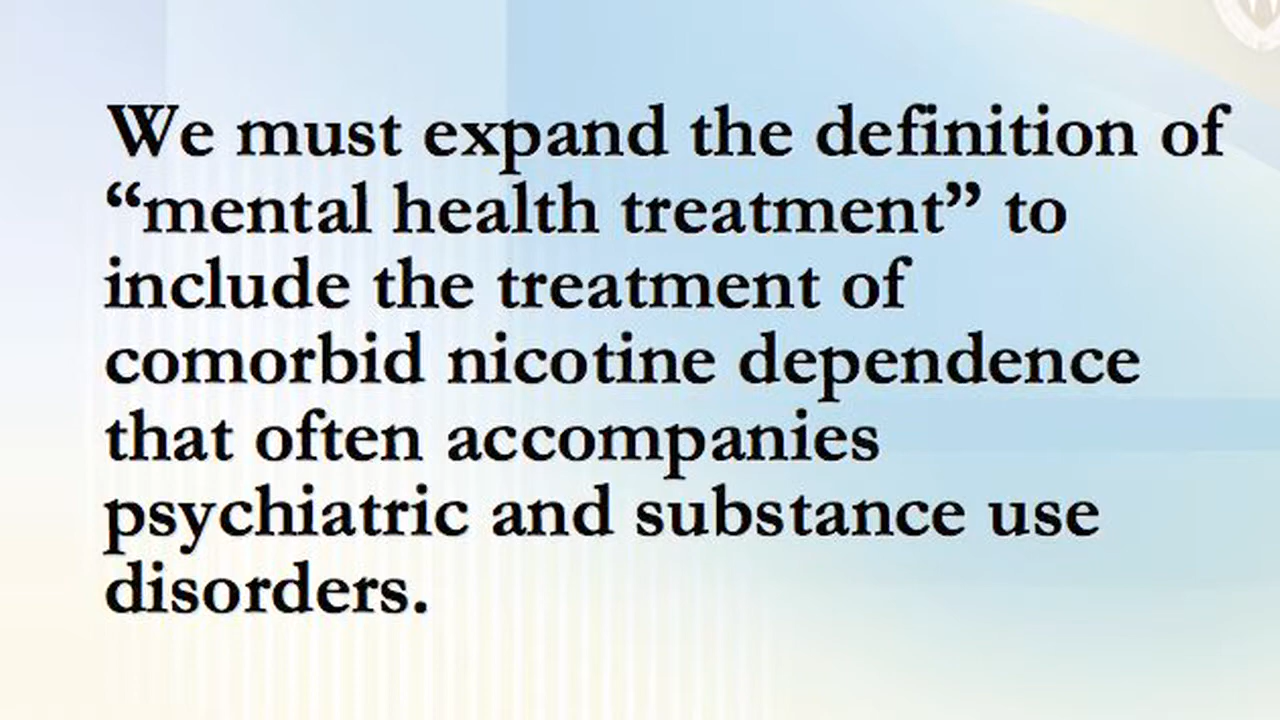 We must expand the definition of
“mental health treatment” to
include the treatment of
comorbid nicotine dependence
that often accompanies
psychiatric and substance use
disorders.